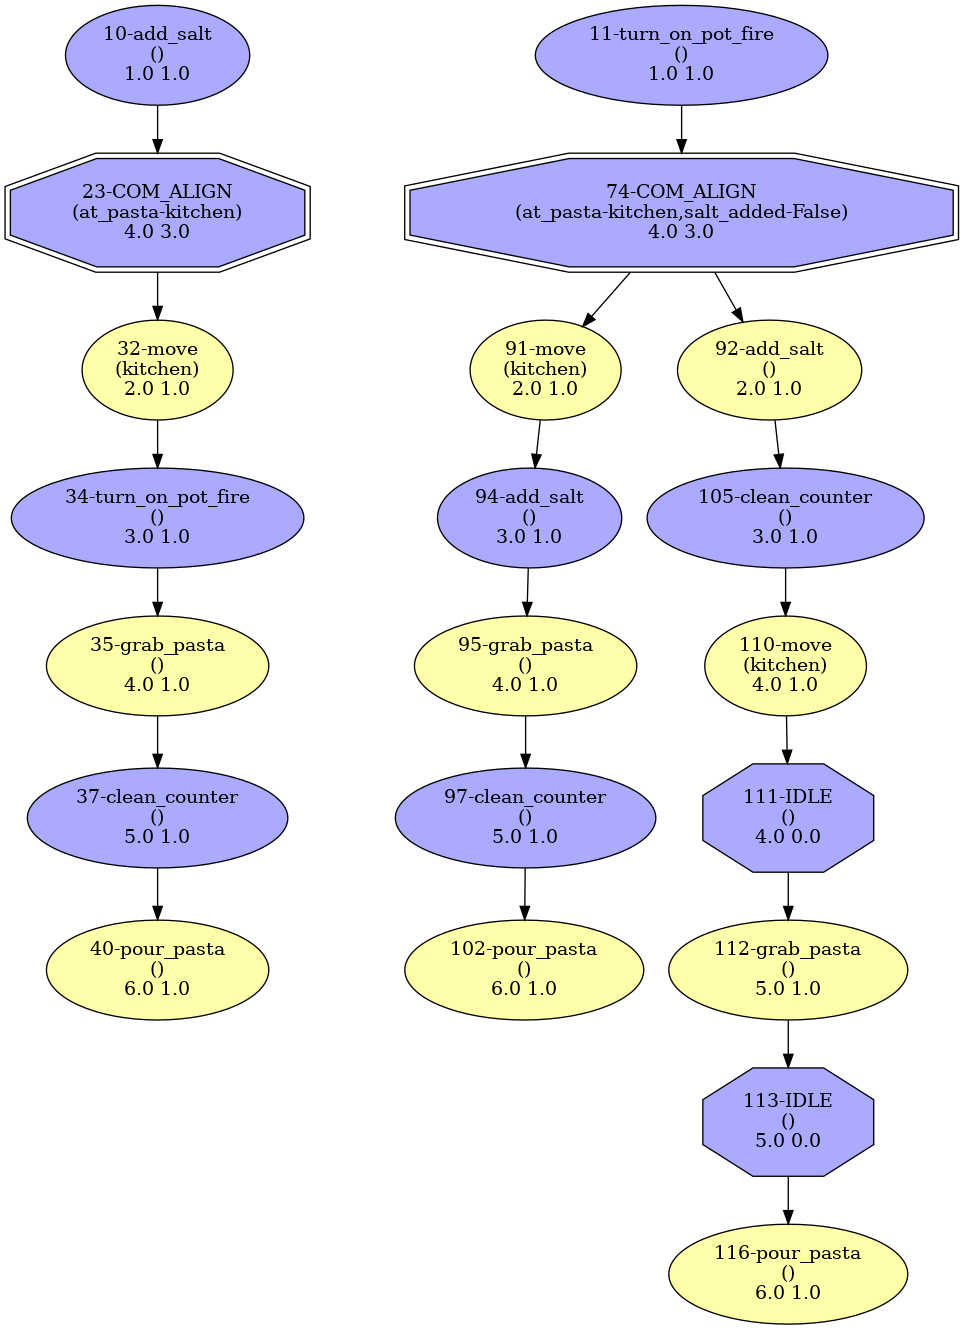 10-add_salt
()
1.0 1.0
11-turn_on_pot_fire
()
1.0 1.0
23-COM_ALIGN
(at_pasta-kitchen)
4.0 3.0
74-COM_ALIGN
(at_pasta-kitchen,salt_added-False)
4.0 3.0
32-move
(kitchen)
2.0 1.0
91-move
(kitchen)
2.0 1.0
92-add_salt
()
2.0 1.0
34-turn_on_pot_fire
()
3.0 1.0
94-add_salt
()
3.0 1.0
105-clean_counter
()
3.0 1.0
35-grab_pasta
()
4.0 1.0
95-grab_pasta
()
4.0 1.0
110-move
(kitchen)
4.0 1.0
37-clean_counter
()
5.0 1.0
97-clean_counter
()
5.0 1.0
111-IDLE
()
4.0 0.0
40-pour_pasta
()
6.0 1.0
102-pour_pasta
()
6.0 1.0
112-grab_pasta
()
5.0 1.0
113-IDLE
()
5.0 0.0
116-pour_pasta
()
6.0 1.0